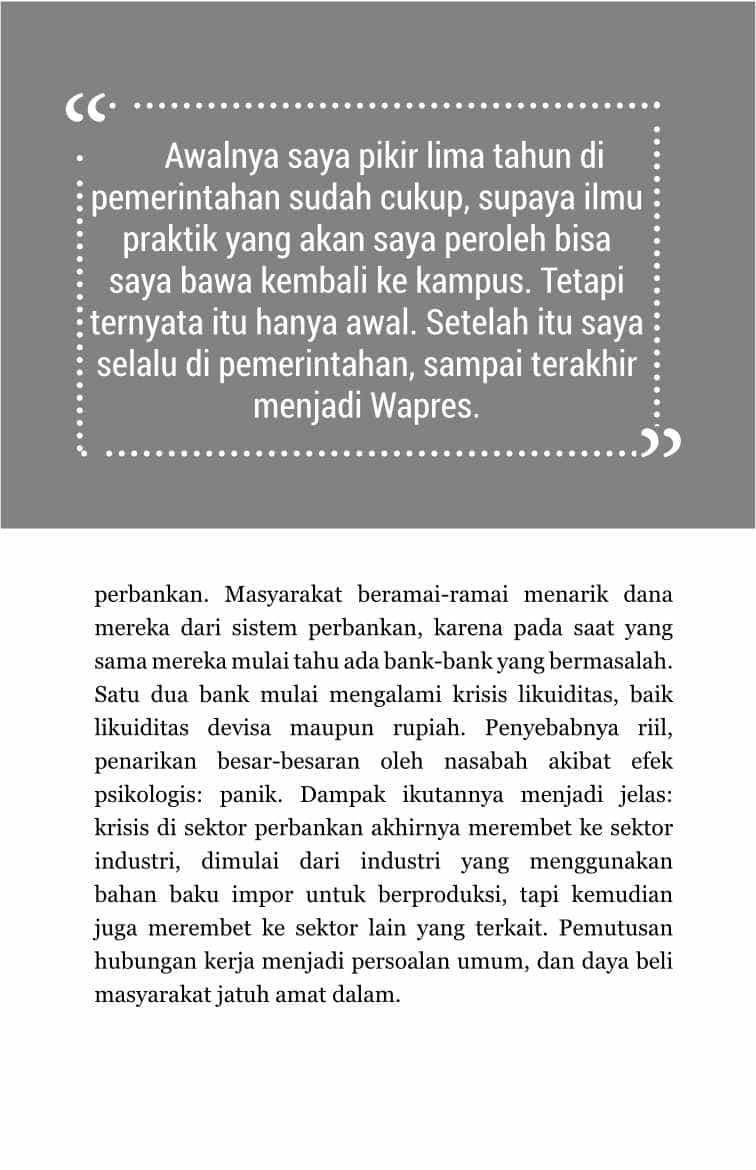 “
Awalnya saya pikir lima tahun di
pemerintahan sudah cukup, supaya ilmu
praktik yang akan saya peroleh bisa
saya bawa kembali ke kampus. Tetapi
ternyata itu hanya awal. Setelah itu saya
selalu di pemerintahan, sampai terakhir
menjadi Wapres.
”
perbankan. Masyarakat beramai-ramai menarik dana
mereka dari sistem perbankan, karena pada saat yang
sama mereka mulai tahu ada bank-bank yang bermasalah.
Satu dua bank mulai mengalami krisis likuiditas, baik
likuiditas devisa maupun rupiah. Penyebabnya riil,
penarikan besar-besaran oleh nasabah akibat efek
psikologis: panik. Dampak ikutannya menjadi jelas:
krisis di sektor perbankan akhirnya merembet ke sektor
industri, dimulai dari industri yang menggunakan
bahan baku impor untuk berproduksi, tapi kemudian
juga merembet ke sektor lain yang terkait. Pemutusan
hubungan kerja menjadi persoalan umum, dan daya beli
masyarakat jatuh amat dalam.